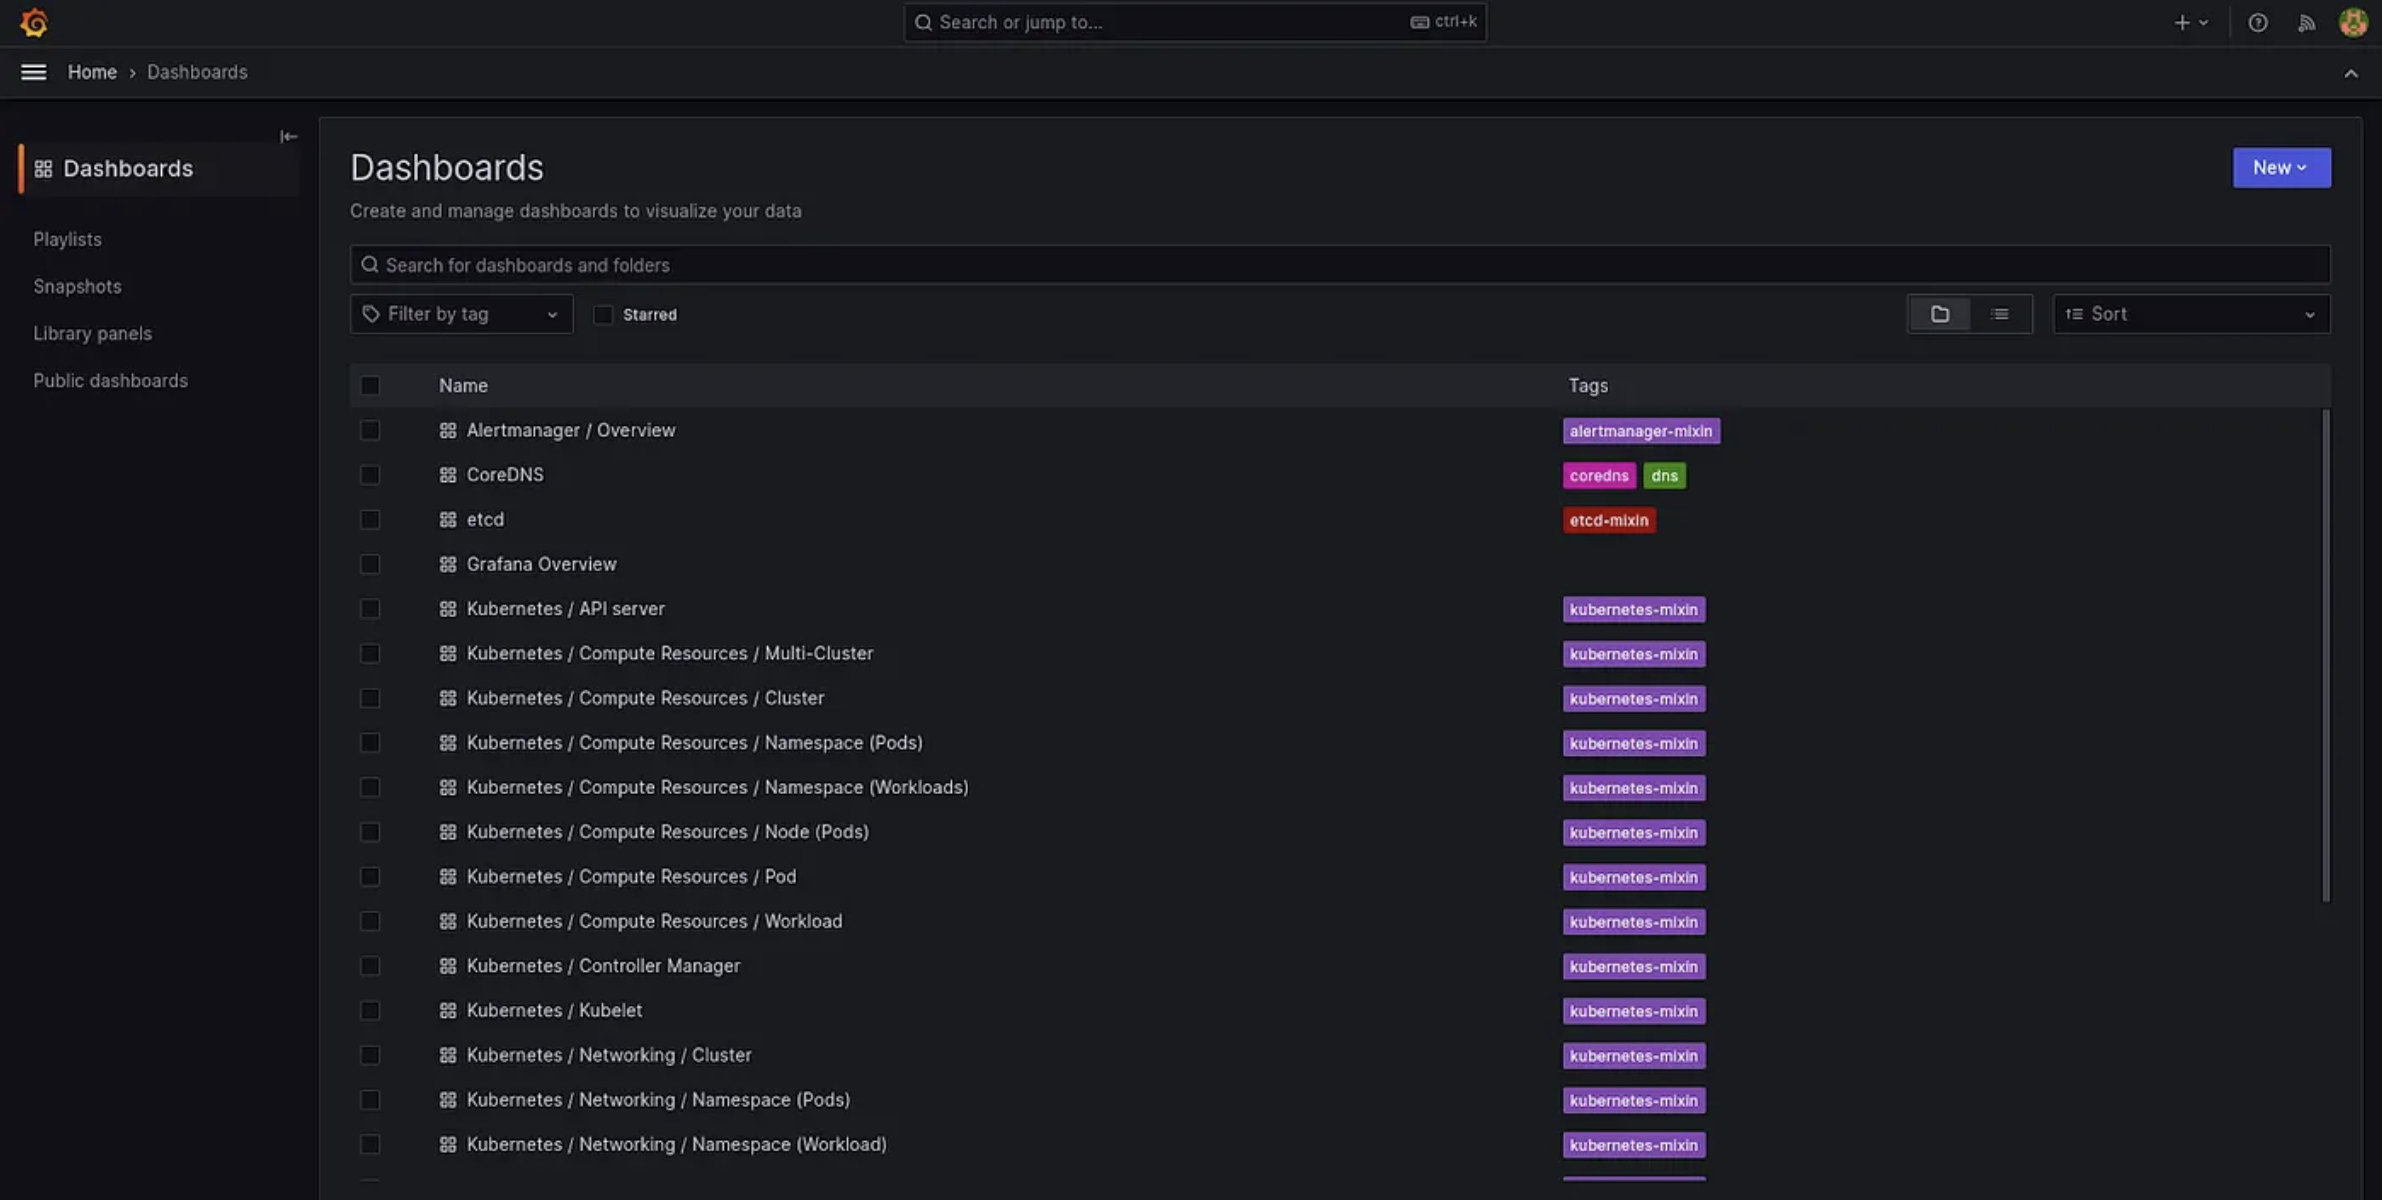 Search or jump to... ctrl+k
Home › Dashboards
Dashboards
Playlists
Snapshots
Library panels
Public dashboards
Dashboards
New
Create and manage dashboards to visualize your data
Search for dashboards and folders
Filter by tag Starred Sort
Name Tags
Alertmanager / Overview alertmanager-mixin
CoreDNS coredns dns
etcd etcd-mixin
Grafana Overview
Kubernetes / API server kubernetes-mixin
Kubernetes / Compute Resources / Multi-Cluster kubernetes-mixin
Kubernetes / Compute Resources / Cluster kubernetes-mixin
Kubernetes / Compute Resources / Namespace (Pods) kubernetes-mixin
Kubernetes / Compute Resources / Namespace (Workloads) kubernetes-mixin
Kubernetes / Compute Resources / Node (Pods) kubernetes-mixin
Kubernetes / Compute Resources / Pod kubernetes-mixin
Kubernetes / Compute Resources / Workload kubernetes-mixin
Kubernetes / Controller Manager kubernetes-mixin
Kubernetes / Kubelet kubernetes-mixin
Kubernetes / Networking / Cluster kubernetes-mixin
Kubernetes / Networking / Namespace (Pods) kubernetes-mixin
Kubernetes / Networking / Namespace (Workload) kubernetes-mixin